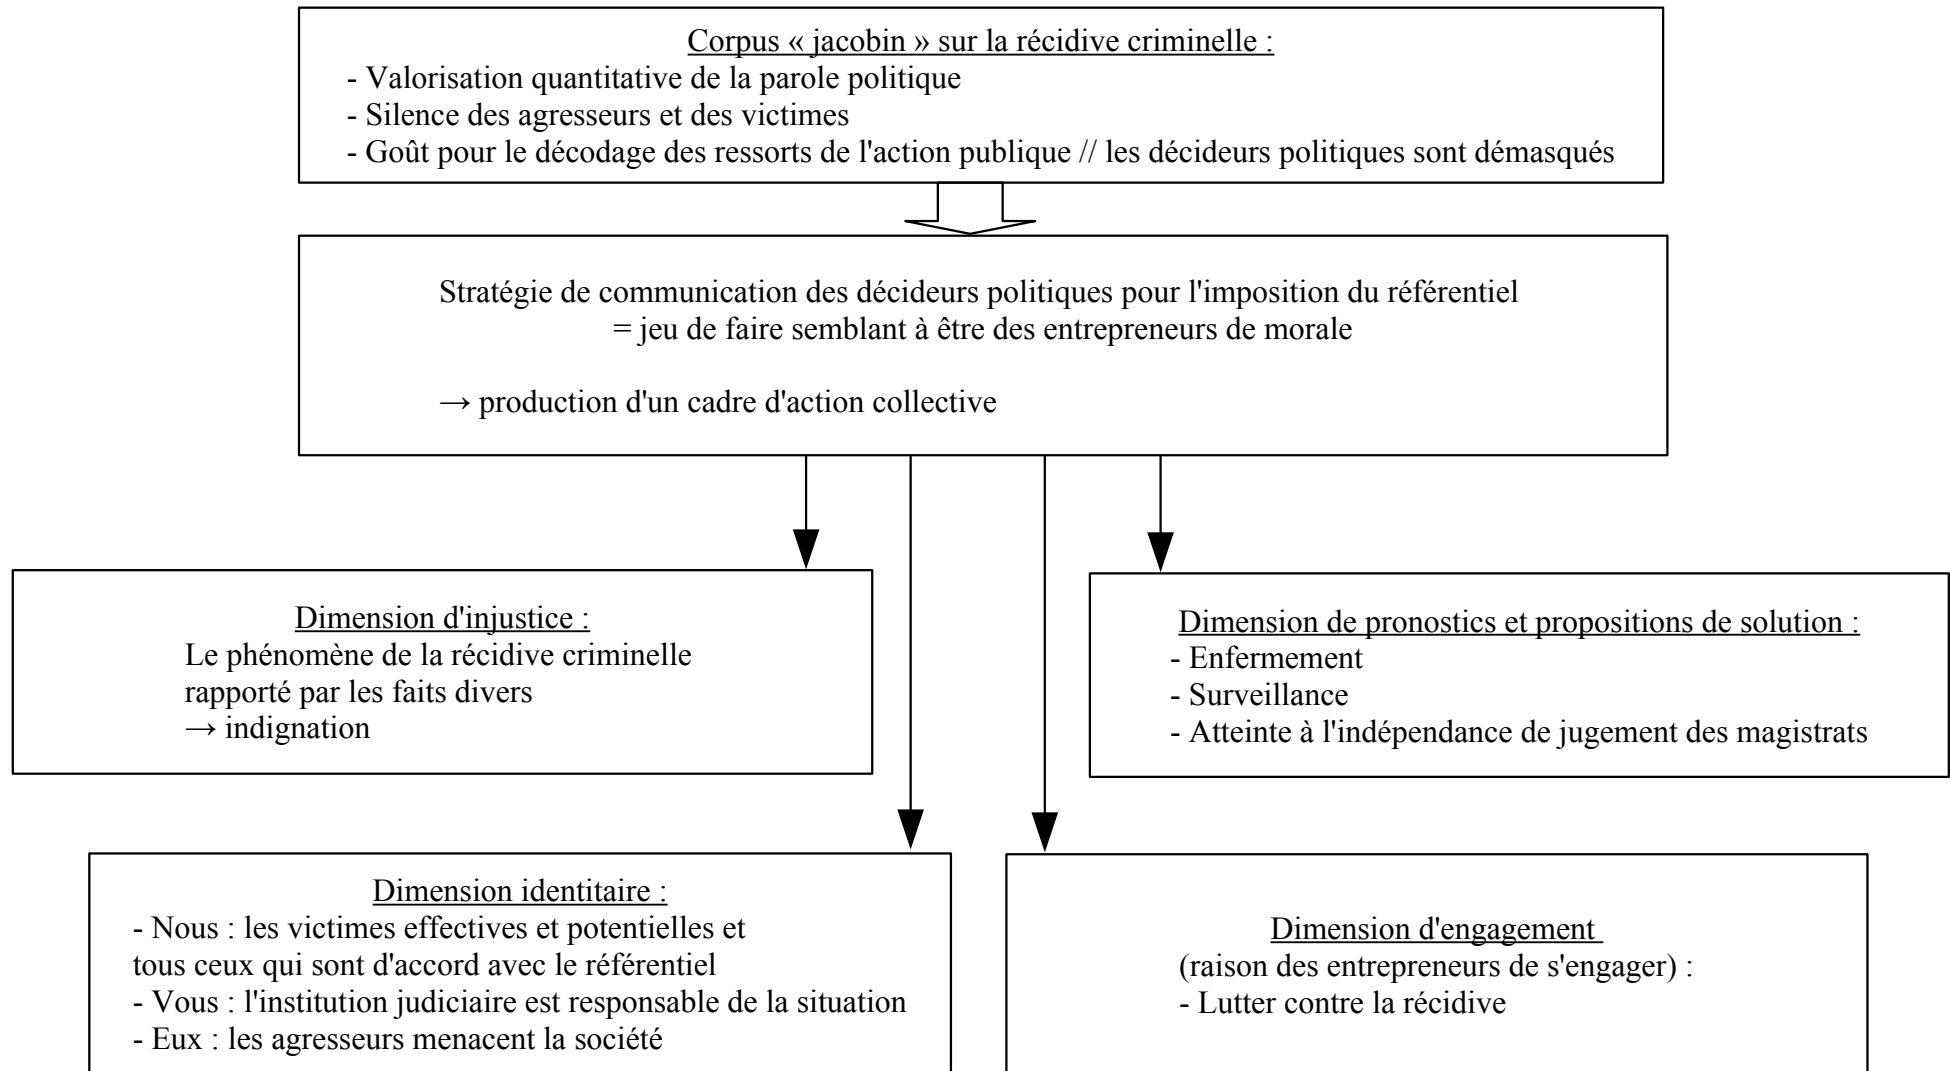 Corpus « jacobin » sur la récidive criminelle :
- Valorisation quantitative de la parole politique
- Silence des agresseurs et des victimes
- Goût pour le décodage des ressorts de l'action publique // les décideurs politiques sont démasqués
Stratégie de communication des décideurs politiques pour l'imposition du référentiel
= jeu de faire semblant à être des entrepreneurs de morale
→ production d'un cadre d'action collective
Dimension d'injustice :
Le phénomène de la récidive criminelle
rapporté par les faits divers
→ indignation
Dimension de pronostics et propositions de solution :
- Enfermement
- Surveillance
- Atteinte à l'indépendance de jugement des magistrats
Dimension identitaire :
- Nous : les victimes effectives et potentielles et
tous ceux qui sont d'accord avec le référentiel
- Vous : l'institution judiciaire est responsable de la situation
- Eux : les agresseurs menacent la société
Dimension d'engagement
(raison des entrepreneurs de s'engager) :
- Lutter contre la récidive